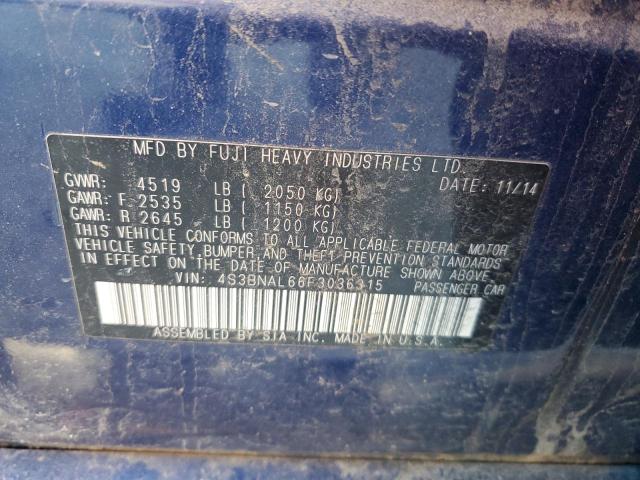 MFD BY FUJI HEAVY INDUSTRIES LTD.
GVWR: 4519 LB ( 2050 KG) DATE: 11/14
GAWR: F 2535 LB ( 1150 KG)
GAWR: R 2645 LB ( 1200 KG)
THIS VEHICLE CONFORMS TO ALL APPLICABLE FEDERAL MOTOR
VEHICLE SAFETY, BUMPER, AND THEFT PREVENTION STANDARDS
IN EFFECT ON THE DATE OF MANUFACTURE SHOWN ABOVE.
VIN: 4S3BNAL66F3036315 PASSENGER CAR
ASSEMBLED BY SIA INC. MADE IN U.S.A.